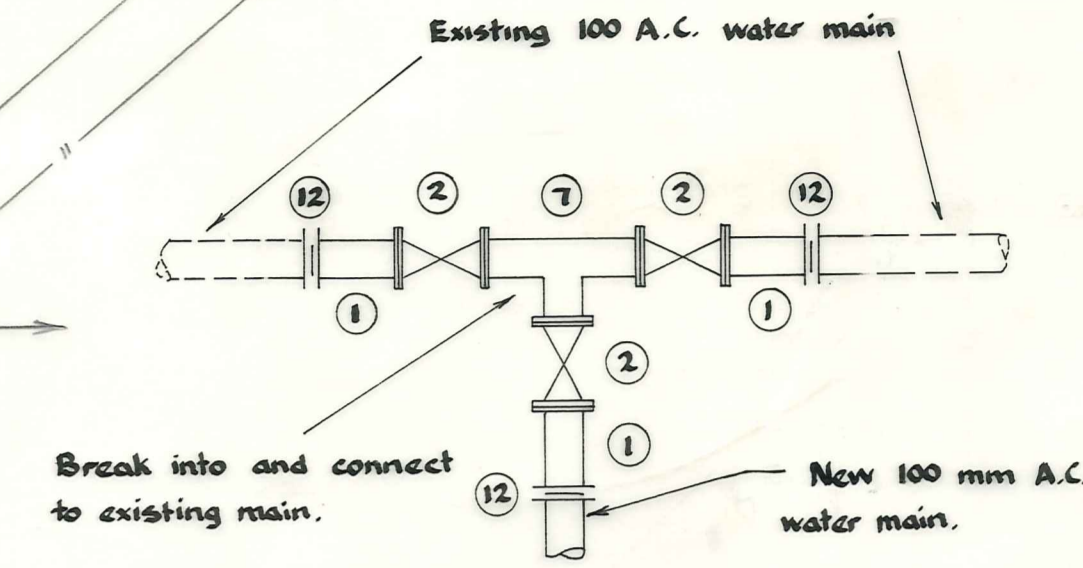 Existing 100 A.C. water main
12 2 7 2 12
1 1
2
1
Break into and connect
to existing main.
12
New 100 mm A.C.
water main.